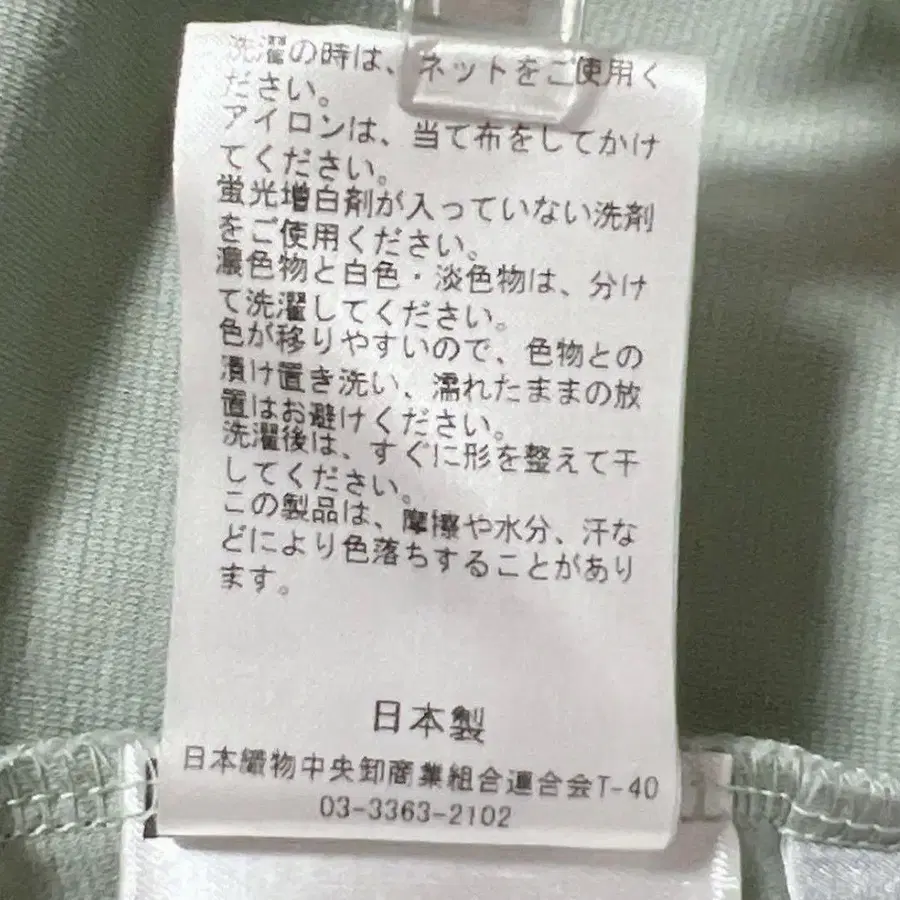 洗濯の時は、ネットをご使用く
ださい。
アイロンは、当て布をしてかけ
てください。
蛍光増白剤が入っていない洗剤
をご使用ください。
濃色物と白色・淡色物は、分け
て洗濯してください。
色が移りやすいので、色物との
漬け置き洗い、濡れたままの放
置はお避けください。
洗濯後は、すぐに形を整えて干
してください。
この製品は、摩擦や水分、汗な
どにより色落ちすることがあり
ます。
日本製
日本織物中央卸商業組合連合会T-40
03-3363-2102